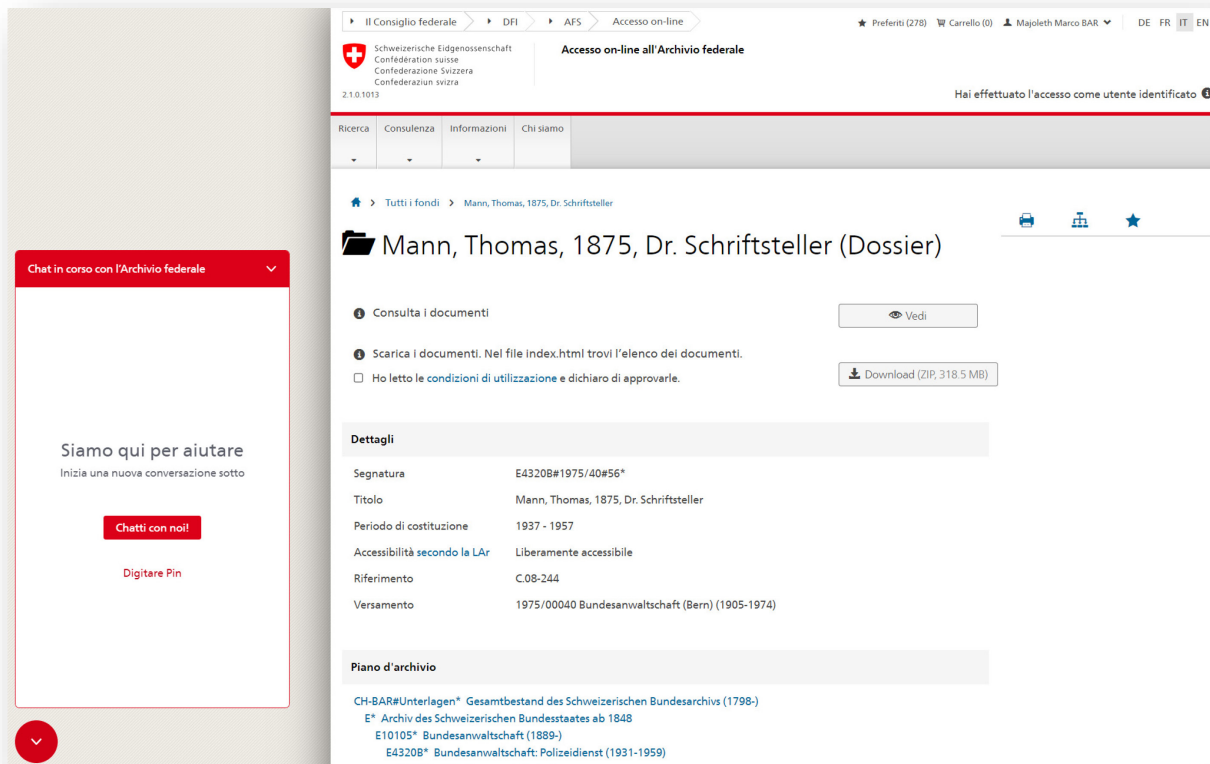 Il Consiglio federale DFI AFS Accesso on-line
Preferiti (278) Carrello (0) Majoleth Marco BAR DE FR IT EN
Schweizerische Eidgenossenschaft
Confédération suisse
Confederazione Svizzera
Confederaziun svizra
Accesso on-line all'Archivio federale
2.1.0.1013
Hai effettuato l'accesso come utente identificato
Ricerca Consulenza Informazioni Chi siamo
Tutti i fondi Mann, Thomas, 1875, Dr. Schriftsteller
Mann, Thomas, 1875, Dr. Schriftsteller (Dossier)
Consulta i documenti
Vedi
Scarica i documenti. Nel file index.html trovi l'elenco dei documenti.
Ho letto le condizioni di utilizzazione e dichiaro di approvarle.
Download (ZIP, 318.5 MB)
Dettagli
Segnatura E4320B#1975/40#56*
Titolo Mann, Thomas, 1875, Dr. Schriftsteller
Periodo di costituzione 1937 - 1957
Accessibilità secondo la LAr Liberamente accessibile
Riferimento C.08-244
Versamento 1975/00040 Bundesanwaltschaft (Bern) (1905-1974)
Piano d'archivio
CH-BAR#Unterlagen* Gesamtbestand des Schweizerischen Bundesarchivs (1798-)
E* Archiv des Schweizerischen Bundesstaates ab 1848
E10105* Bundesanwaltschaft (1889-)
E4320B* Bundesanwaltschaft: Polizeidienst (1931-1959)
Chat in corso con l'Archivio federale
Siamo qui per aiutare
Inizia una nuova conversazione sotto
Chatti con noi!
Digitare Pin